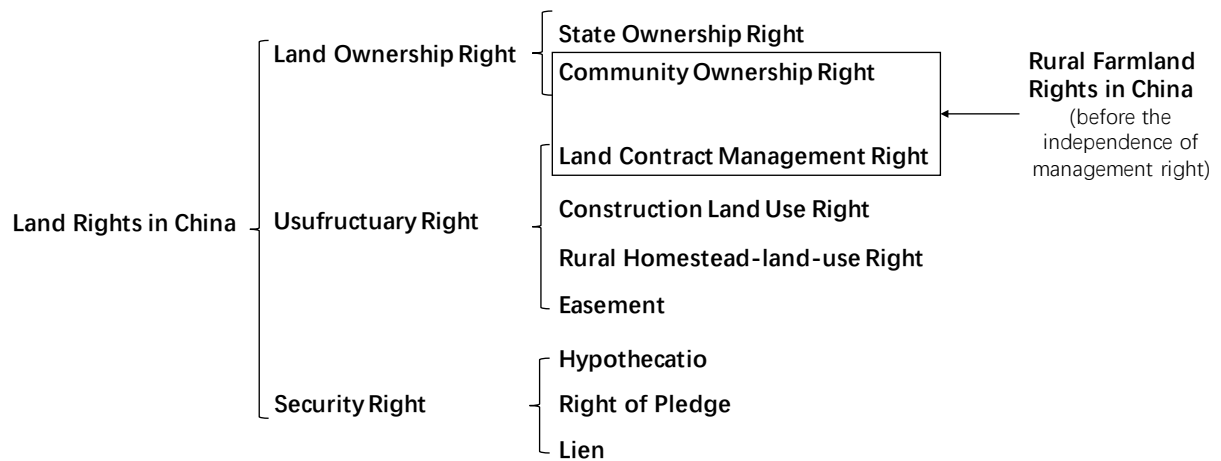 State Ownership Right
Land Ownership Right
Community Ownership Right
Rural Farmland
Rights in China
(before the
independence of
management right)
Land Contract Management Right
Land Rights in China
Usufructuary Right
Construction Land Use Right
Rural Homestead-land-use Right
Easement
Hypothecatio
Security Right
Right of Pledge
Lien